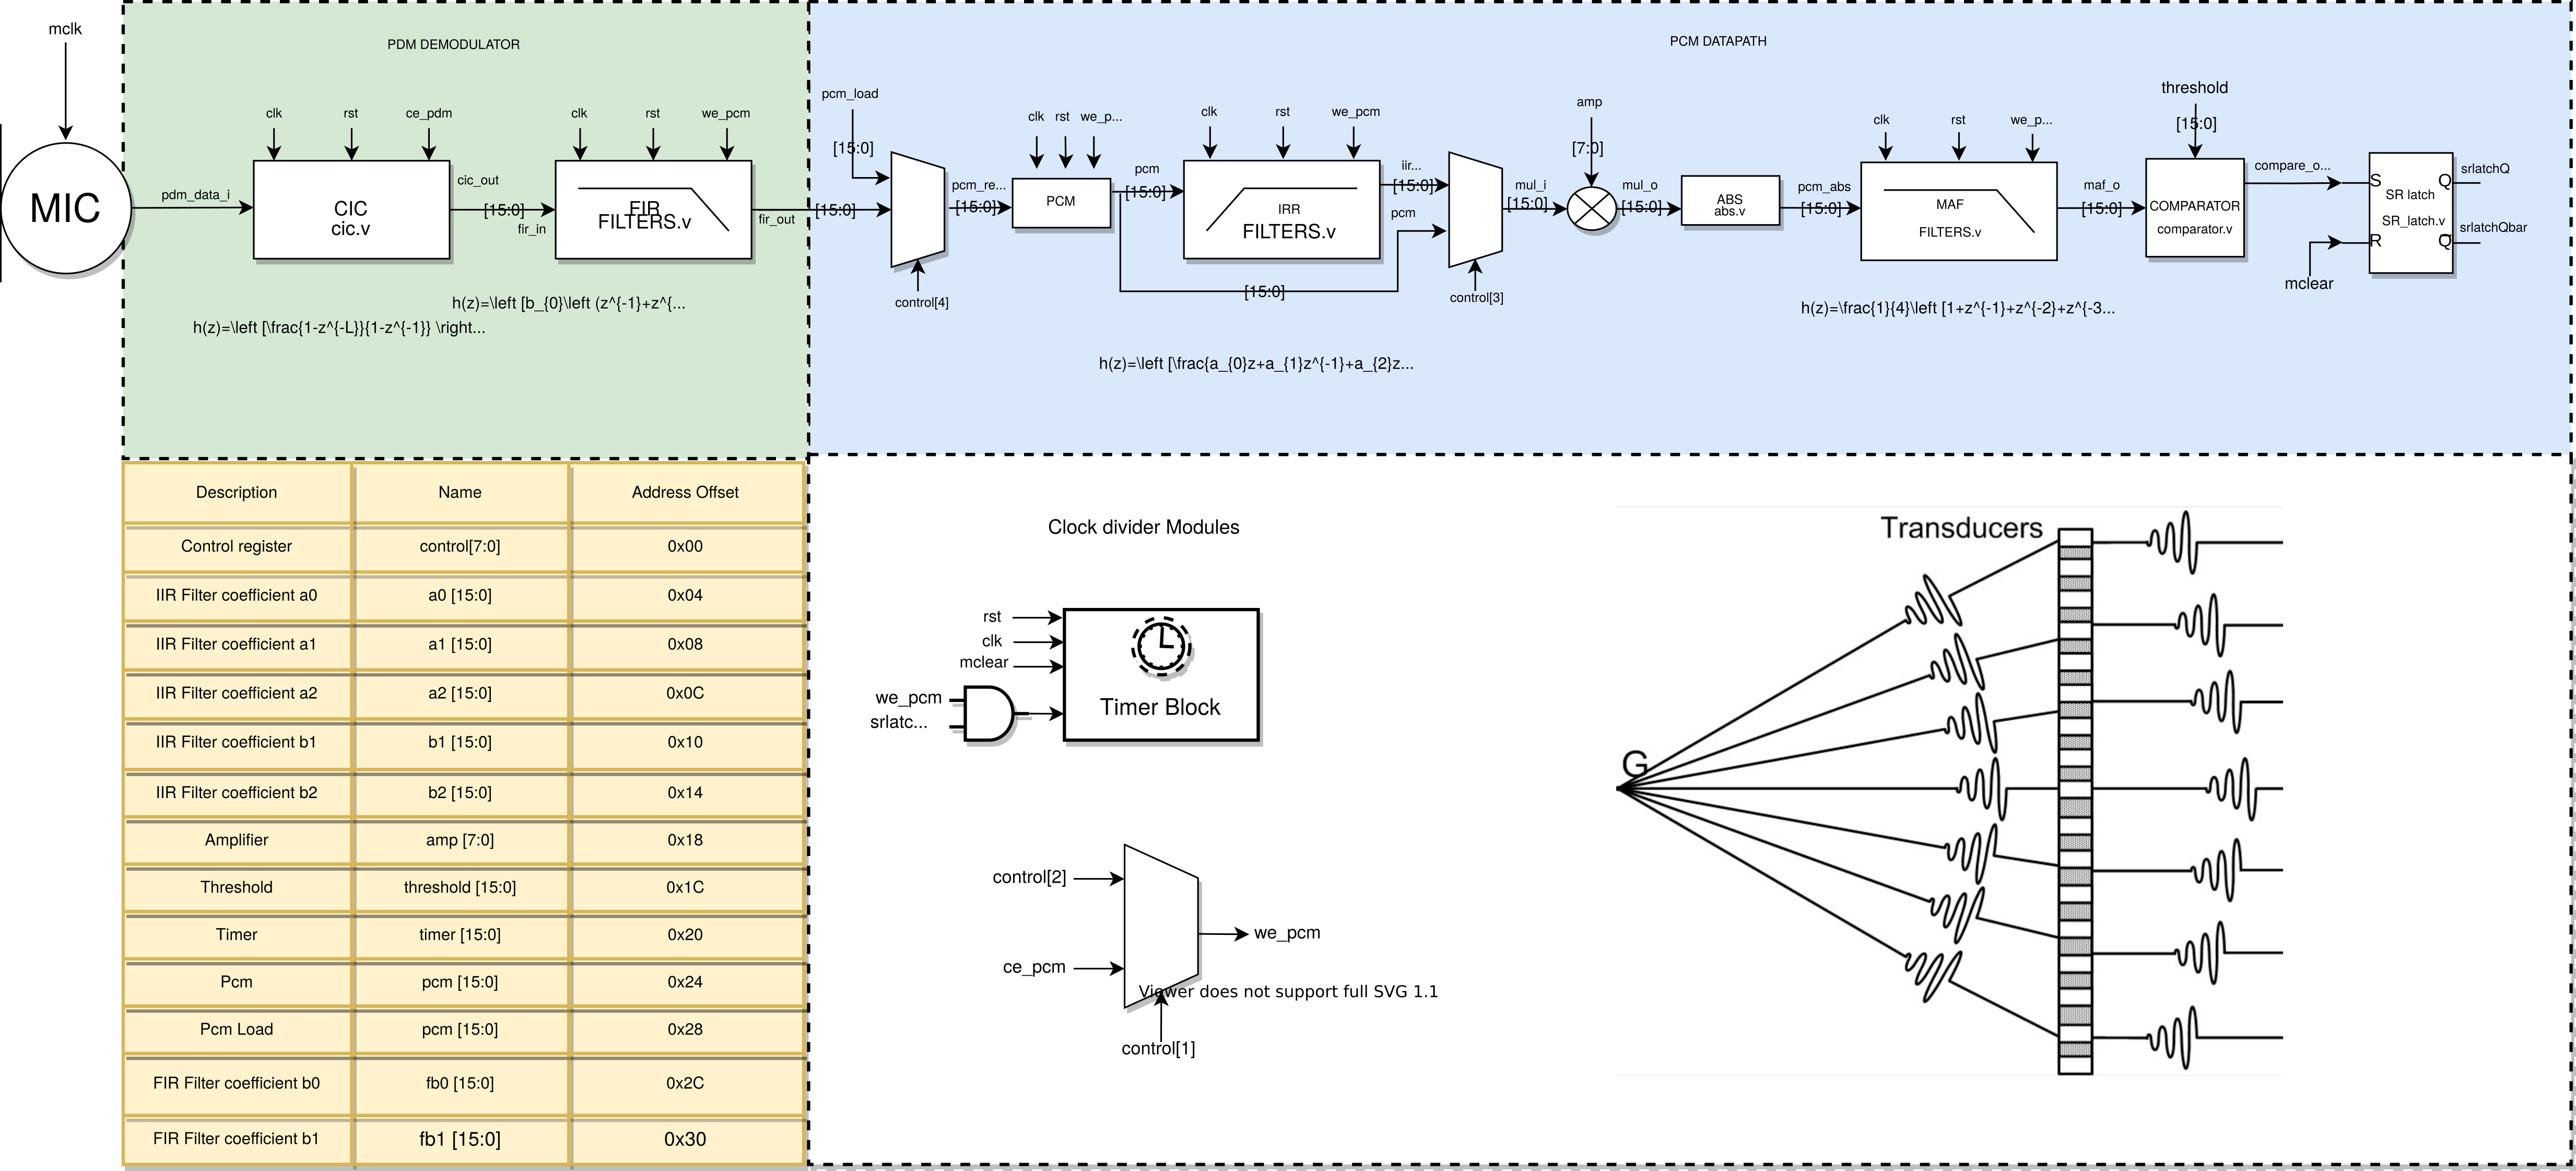 mclk
MIC
pdm_data_i
PDM DEMODULATOR
clk
rst
ce_pdm
CIC
cic.v
cic_out
[15:0]
fir_in
clk
rst
we_pcm
FIR
FILTERS.v
fir_out
h(z)=\left [b_{0}\left (z^{-1}+z^{...
h(z)=\left [\frac{1-z^{-L}}{1-z^{-1}} \right...
PCM DATAPATH
pcm_load
[15:0]
[15:0]
control[4]
pcm_re...
[15:0]
clk
rst
we_p...
PCM
pcm
[15:0]
clk
rst
we_pcm
IRR
FILTERS.v
iir...
[15:0]
pcm
[15:0]
control[3]
mul_i
[15:0]
amp
[7:0]
mul_o
[15:0]
ABS
abs.v
pcm_abs
[15:0]
clk
rst
we_p...
MAF
FILTERS.v
maf_o
[15:0]
threshold
[15:0]
COMPARATOR
comparator.v
compare_o...
mclear
S
R
SR latch
SR_latch.v
Q
Q
srlatchQ
srlatchQbar
h(z)=\left [\frac{a_{0}z+a_{1}z^{-1}+a_{2}z...
h(z)=\frac{1}{4}\left [1+z^{-1}+z^{-2}+z^{-3...
Description Name Address Offset
Control register control[7:0] 0x00
IIR Filter coefficient a0 a0 [15:0] 0x04
IIR Filter coefficient a1 a1 [15:0] 0x08
IIR Filter coefficient a2 a2 [15:0] 0x0C
IIR Filter coefficient b1 b1 [15:0] 0x10
IIR Filter coefficient b2 b2 [15:0] 0x14
Amplifier amp [7:0] 0x18
Threshold threshold [15:0] 0x1C
Timer timer [15:0] 0x20
Pcm pcm [15:0] 0x24
Pcm Load pcm [15:0] 0x28
FIR Filter coefficient b0 fb0 [15:0] 0x2C
FIR Filter coefficient b1 fb1 [15:0] 0x30
Clock divider Modules
rst
clk
mclear
we_pcm
srlatc...
Timer Block
control[2]
ce_pcm
we_pcm
Viewer does not support full SVG 1.1
control[1]
Transducers
G